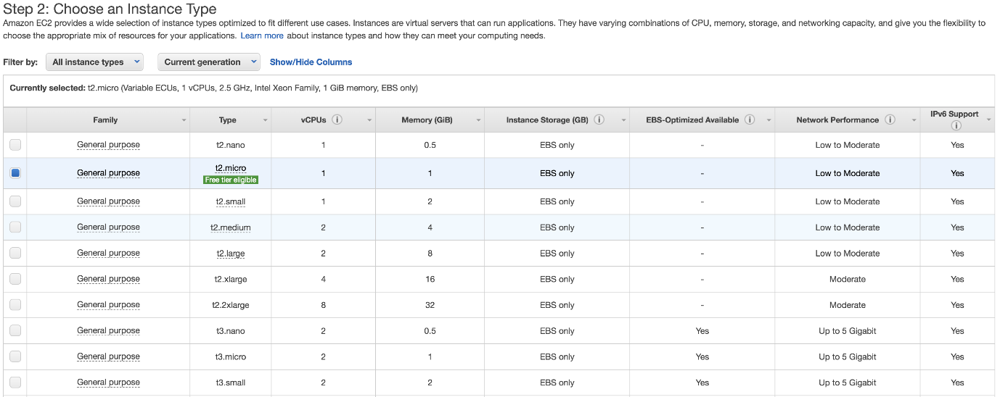 Step 2: Choose an Instance Type
Amazon EC2 provides a wide selection of instance types optimized to fit different use cases. Instances are virtual servers that can run applications. They have varying combinations of CPU, memory, storage, and networking capacity, and give you the flexibility to
choose the appropriate mix of resources for your applications. Learn more about instance types and how they can meet your computing needs.
Filter by: All instance types Current generation Show/Hide Columns
Currently selected: t2.micro (Variable ECUs, 1 vCPUs, 2.5 GHz, Intel Xeon Family, 1 GiB memory, EBS only)
Family Type vCPUs i Memory (GiB) Instance Storage (GB) i EBS-Optimized Available i Network Performance i IPv6 Support i
General purpose t2.nano 1 0.5 EBS only - Low to Moderate Yes
General purpose t2.micro 1 1 EBS only - Low to Moderate Yes
Free tier eligible
General purpose t2.small 1 2 EBS only - Low to Moderate Yes
General purpose t2.medium 2 4 EBS only - Low to Moderate Yes
General purpose t2.large 2 8 EBS only - Low to Moderate Yes
General purpose t2.xlarge 4 16 EBS only - Moderate Yes
General purpose t2.2xlarge 8 32 EBS only - Moderate Yes
General purpose t3.nano 2 0.5 EBS only Yes Up to 5 Gigabit Yes
General purpose t3.micro 2 1 EBS only Yes Up to 5 Gigabit Yes
General purpose t3.small 2 2 EBS only Yes Up to 5 Gigabit Yes